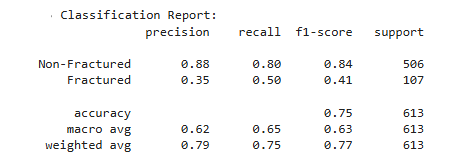 Classification Report:
precision recall f1-score support
Non-Fractured 0.88 0.80 0.84 506
Fractured 0.35 0.50 0.41 107
accuracy 0.75 613
macro avg 0.62 0.65 0.63 613
weighted avg 0.79 0.75 0.77 613